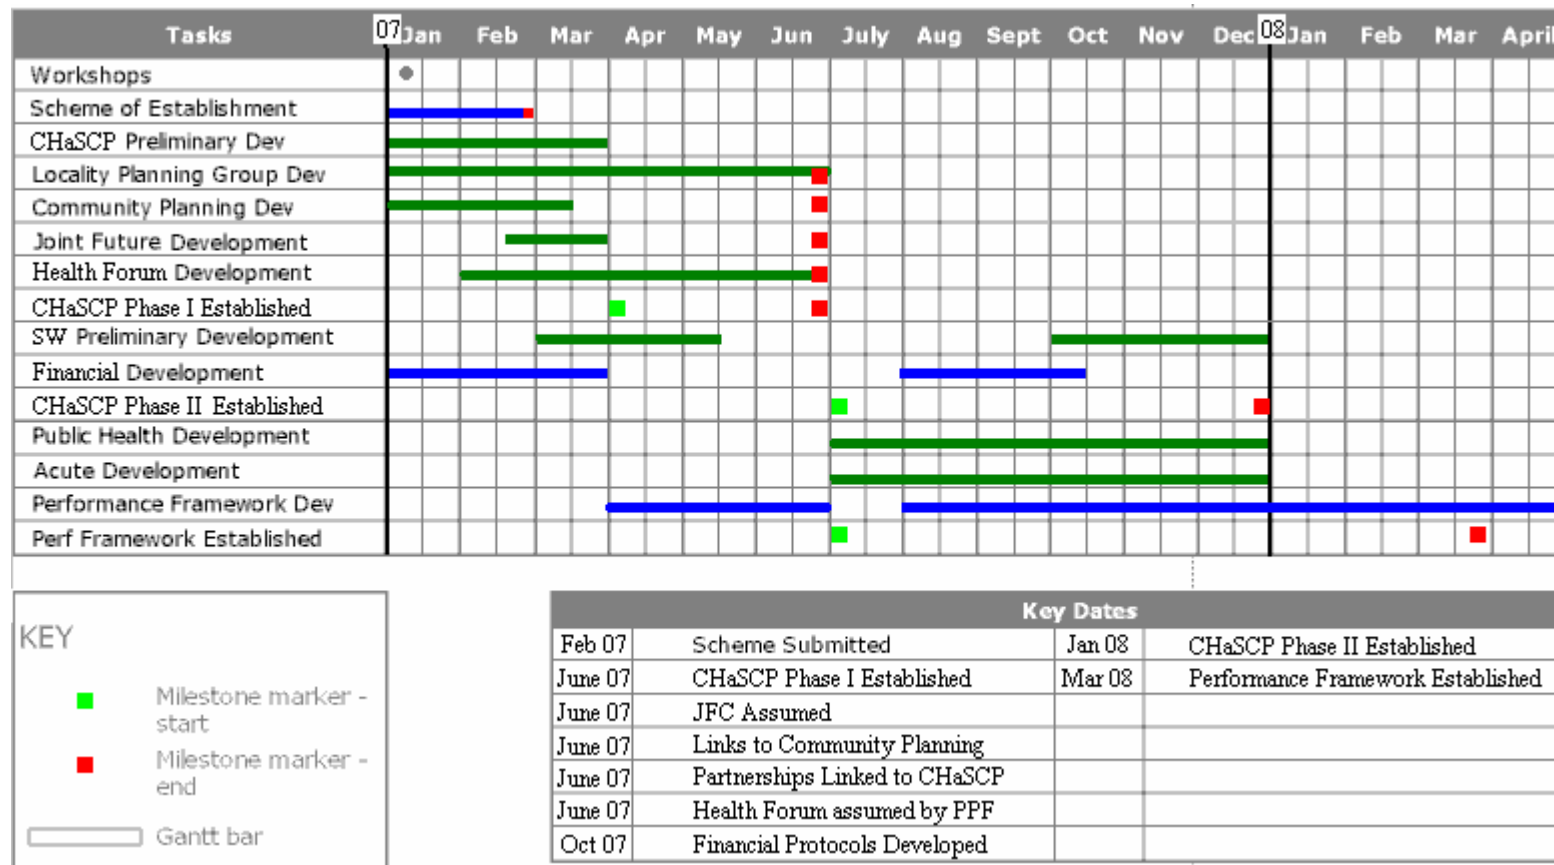 Tasks 07 Jan Feb Mar Apr May Jun July Aug Sept Oct Nov Dec 08 Jan Feb Mar April
Workshops
Scheme of Establishment
CHaSCP Preliminary Dev
Locality Planning Group Dev
Community Planning Dev
Joint Future Development
Health Forum Development
CHaSCP Phase I Established
SW Preliminary Development
Financial Development
CHaSCP Phase II Established
Public Health Development
Acute Development
Performance Framework Dev
Perf Framework Established
KEY
Milestone marker -
start
Milestone marker -
end
Gantt bar
Key Dates
Feb 07 Scheme Submitted Jan 08 CHaSCP Phase II Established
June 07 CHaSCP Phase I Established Mar 08 Performance Framework Established
June 07 JFC Assumed
June 07 Links to Community Planning
June 07 Partnerships Linked to CHaSCP
June 07 Health Forum assumed by PPF
Oct 07 Financial Protocols Developed